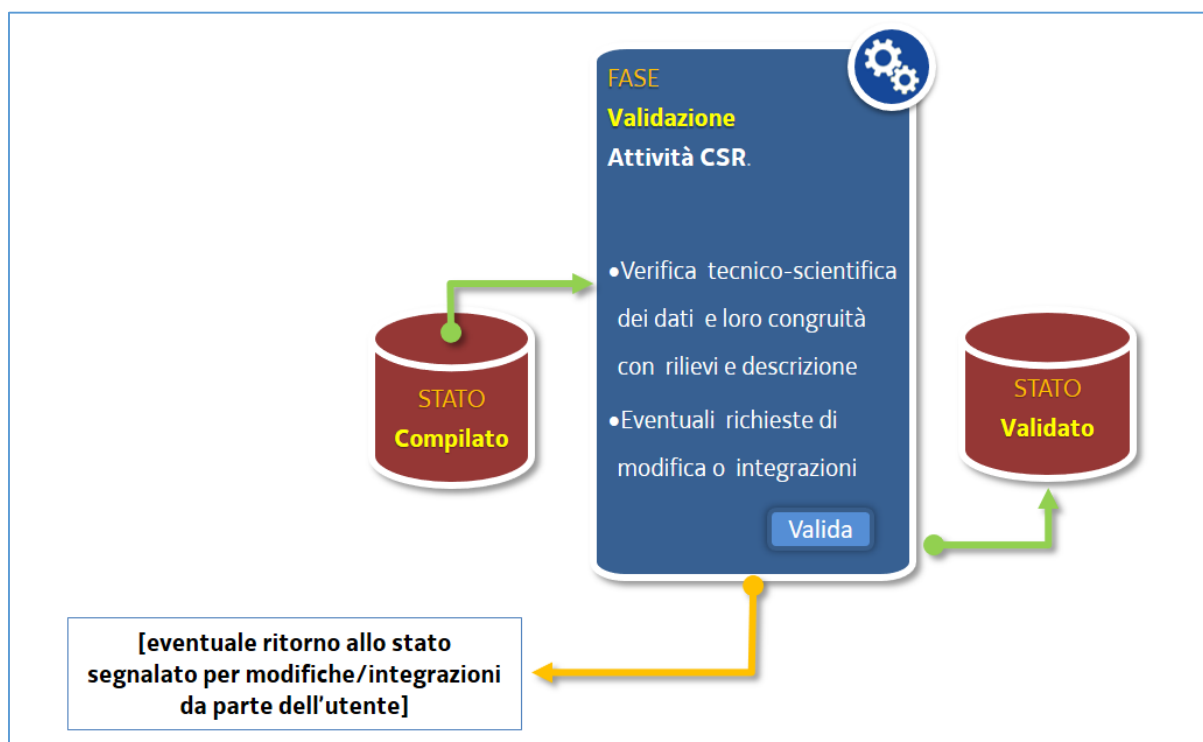 FASE
Validazione
Attività CSR.
•Verifica tecnico-scientifica
dei dati e loro congruità
con rilievi e descrizione
•Eventuali richieste di
modifica o integrazioni
Valida
STATO
Compilato
STATO
Validato
[eventuale ritorno allo stato
segnalato per modifiche/integrazioni
da parte dell’utente]